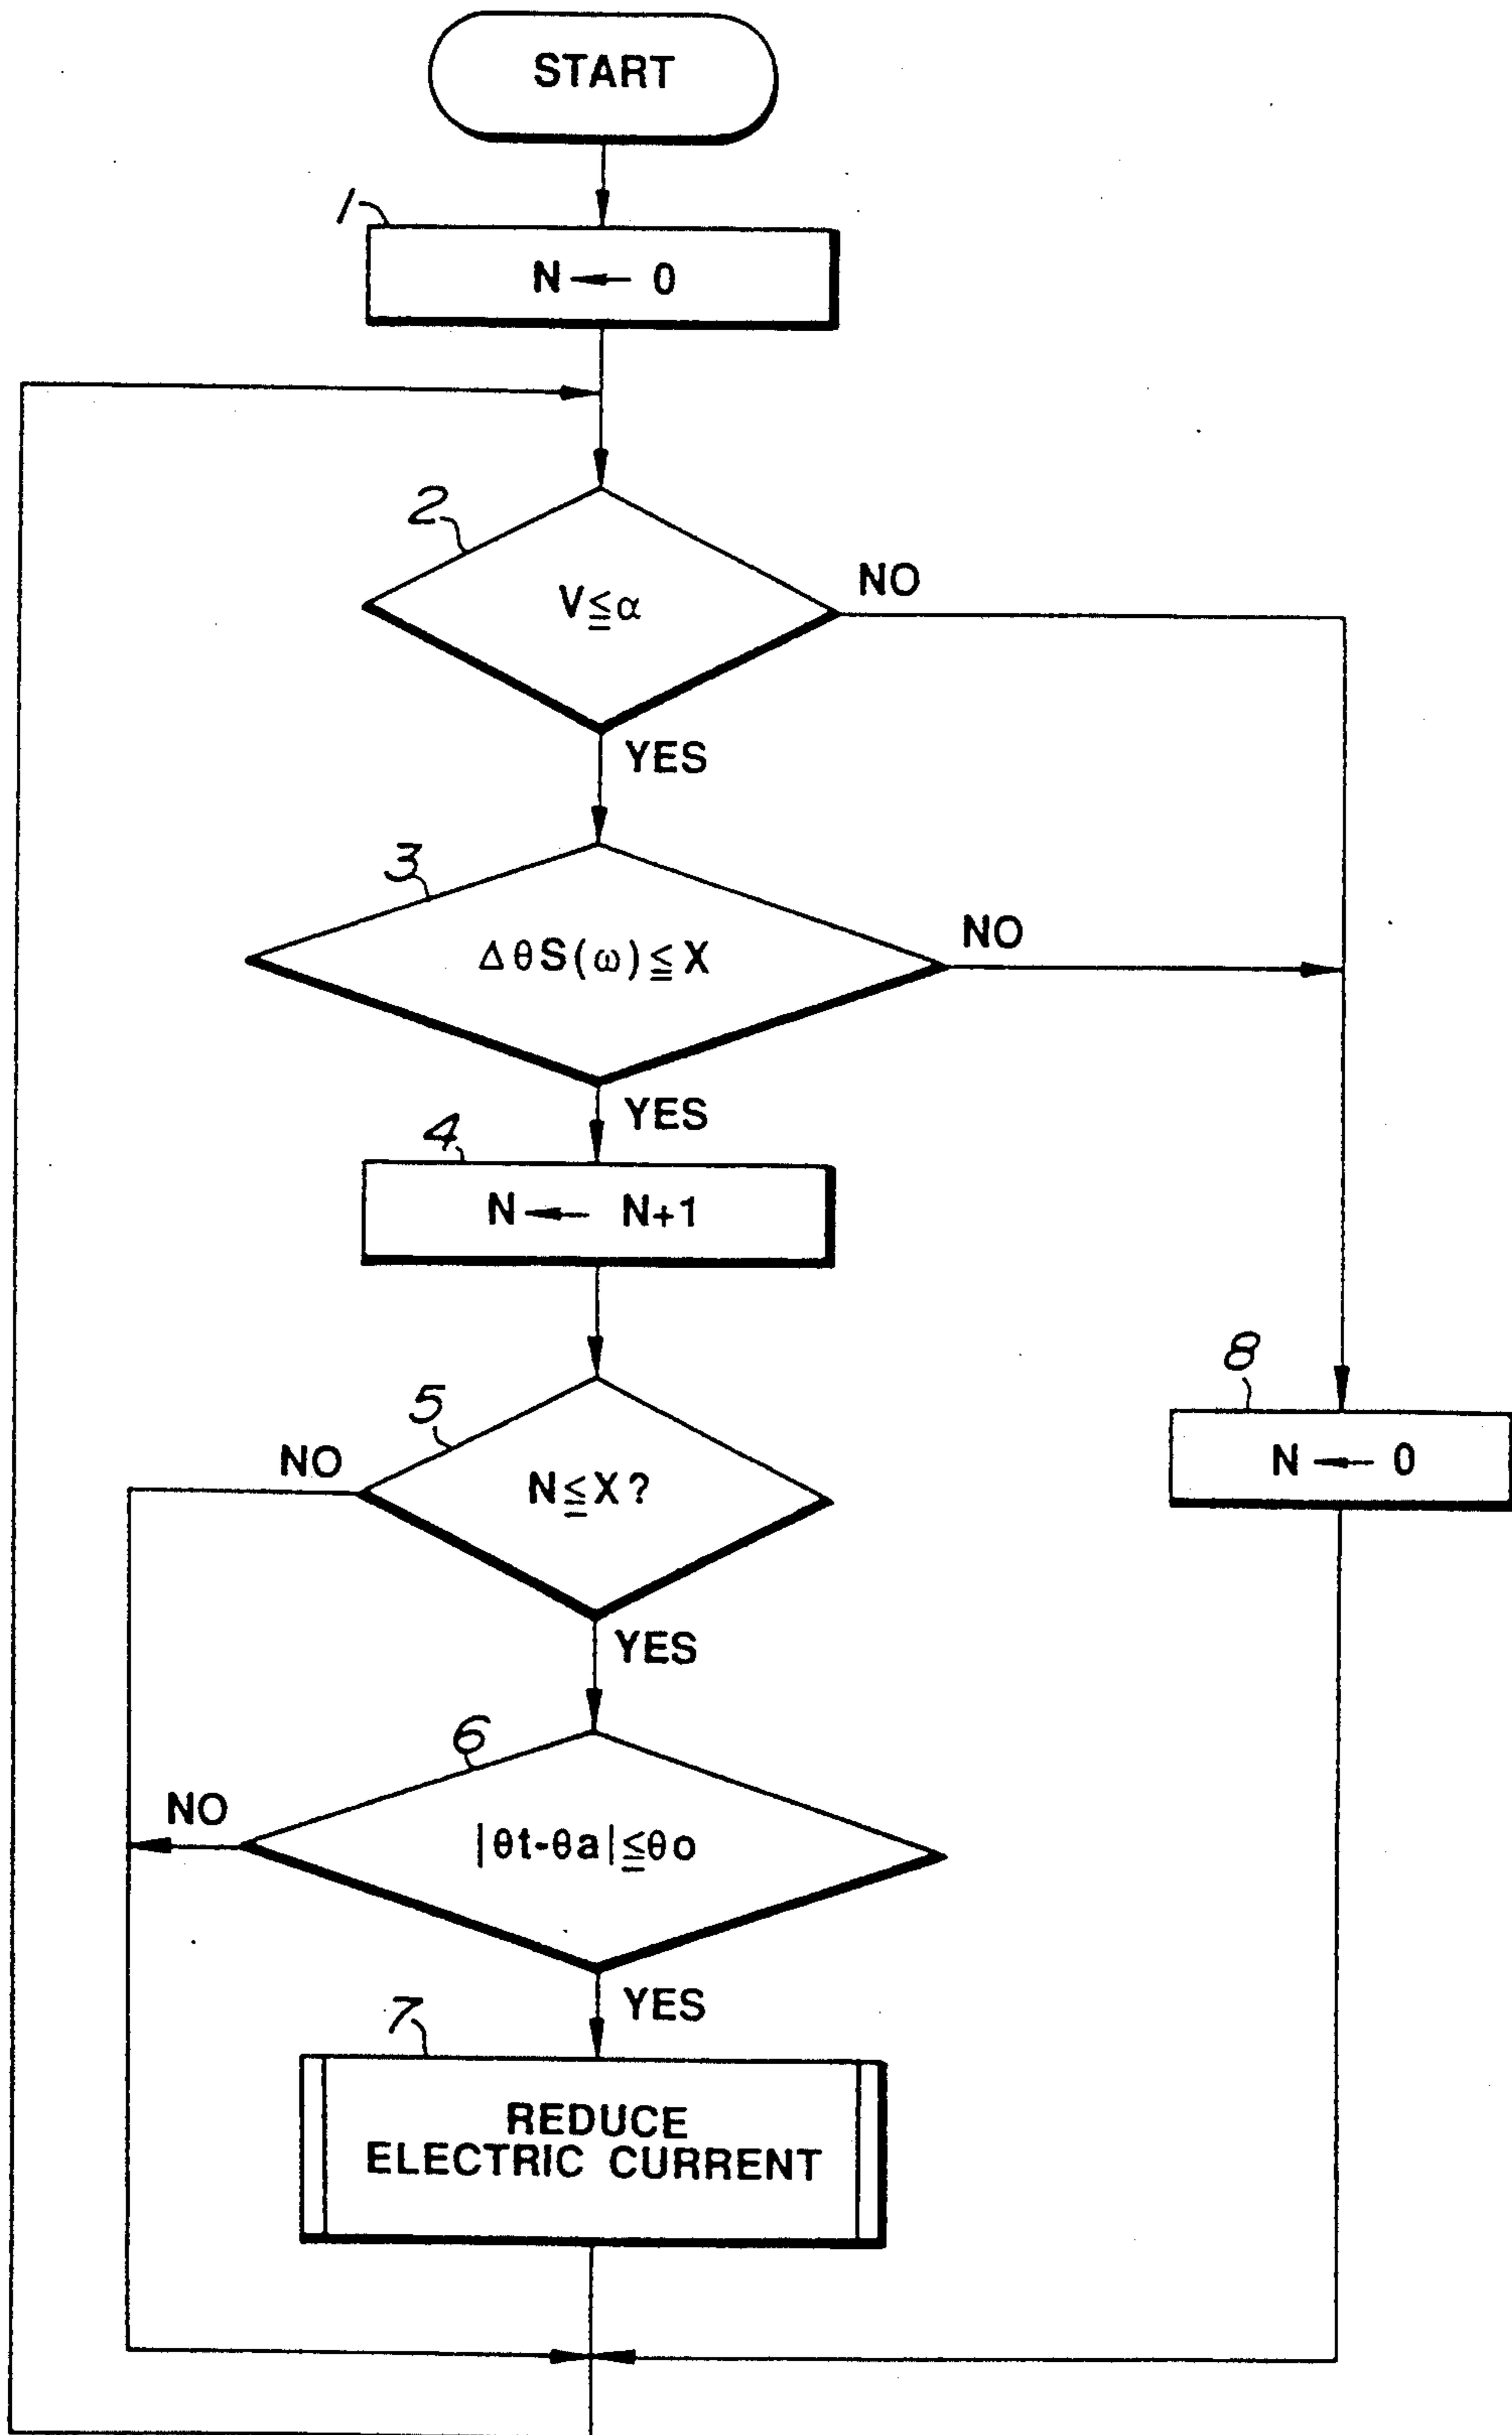 START
1
N ← 0
2
V≦α
NO
YES
3
ΔθS(ω)≦X
NO
YES
4
N ← N+1
5
NO
N≦X?
YES
8
N ← 0
6
NO
|θt-θa|≦θo
YES
7
REDUCE
ELECTRIC CURRENT